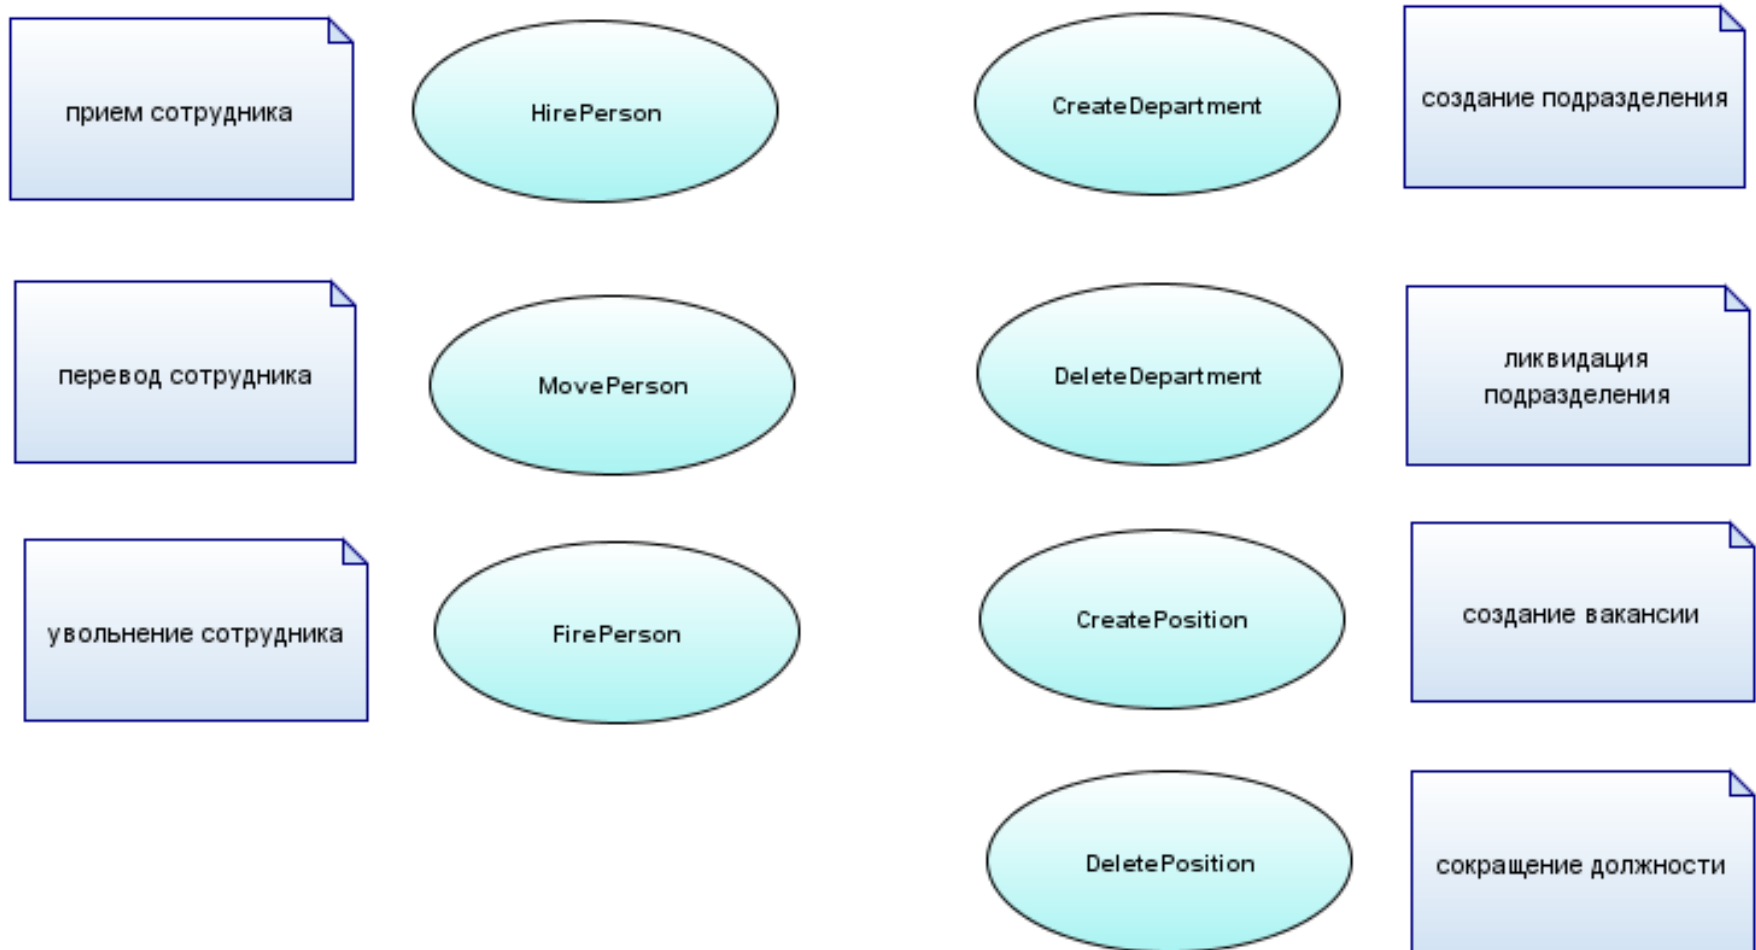 прием сотрудника
HirePerson
CreateDepartment
создание подразделения
перевод сотрудника
MovePerson
DeleteDepartment
ликвидация
подразделения
увольнение сотрудника
FirePerson
CreatePosition
создание вакансии
DeletePosition
сокращение должности